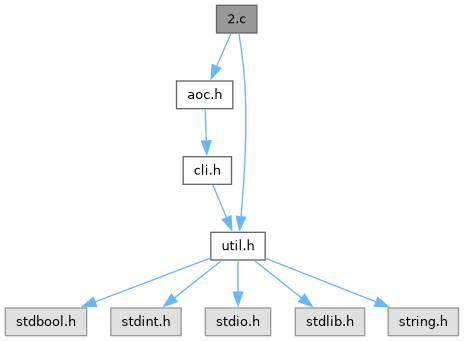 2.c
aoc.h
cli.h
util.h
stdbool.h
stdint.h
stdio.h
stdlib.h
string.h